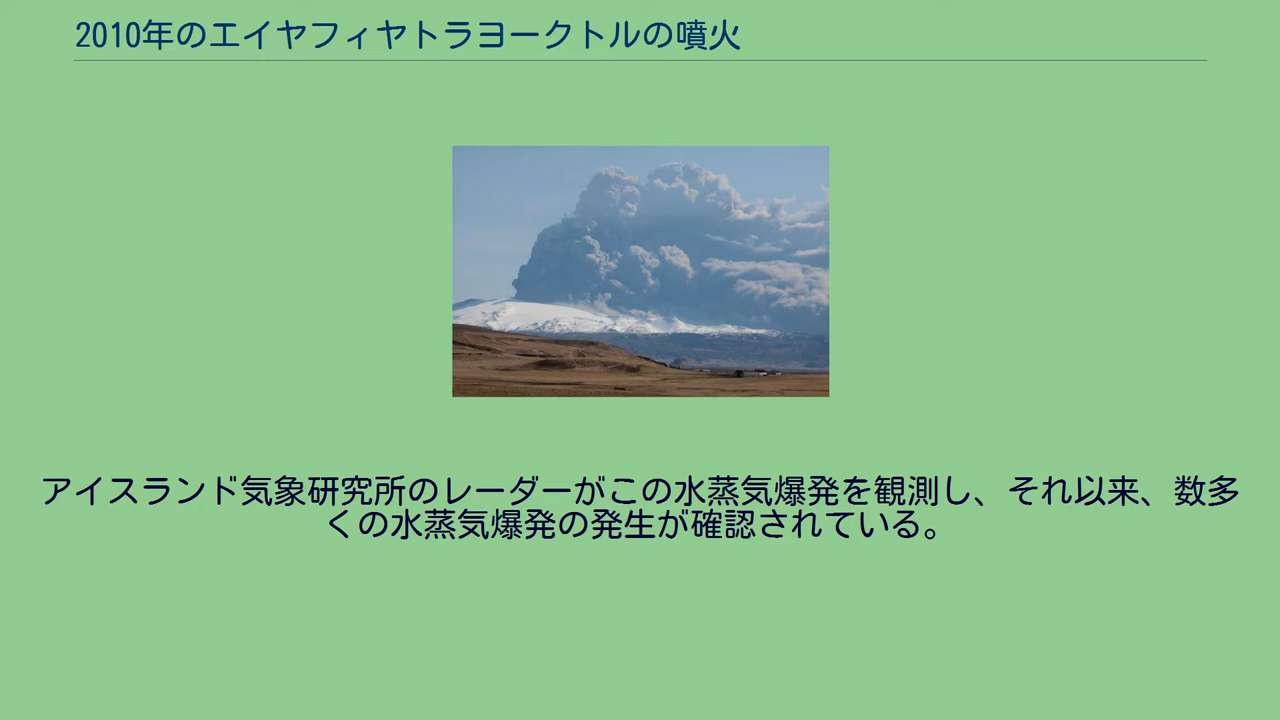 2010年のエイヤフィヤトラヨークトルの噴火
アイスランド気象研究所のレーダーがこの水蒸気爆発を観測し、それ以来、数多
くの水蒸気爆発の発生が確認されている。